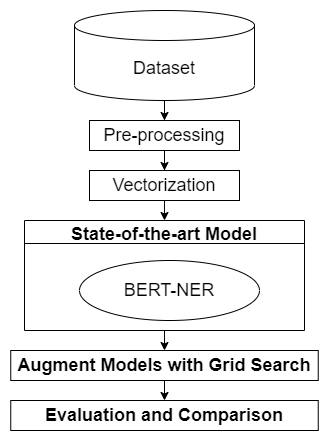 Dataset
Pre-processing
Vectorization
State-of-the-art Model
BERT-NER
Augment Models with Grid Search
Evaluation and Comparison